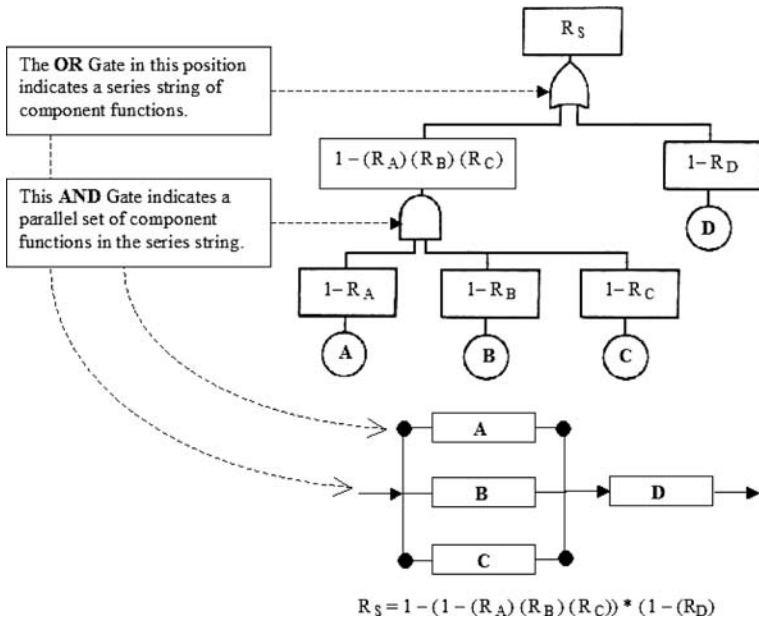 R S
The OR Gate in this position
indicates a series string of
component functions.
1 – (R A) (R B) (R C)
1– R D
This AND Gate indicates a
parallel set of component
functions in the series string.
D
1– R A
1– R B
1– R C
A
B
C
A
B
D
C
R S = 1 – (1 – (R A) (R B) (R C)) * (1 – (R D)